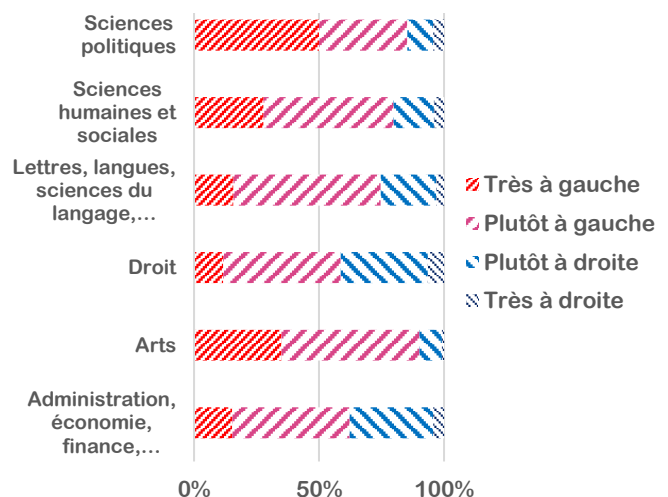 Sciences
politiques
Sciences
humaines et
sociales
Lettres, langues,
sciences du
langage,…
Droit
Arts
Administration,
économie,
finance,…
0%
50%
100%
Très à gauche
Plutôt à gauche
Plutôt à droite
Très à droite